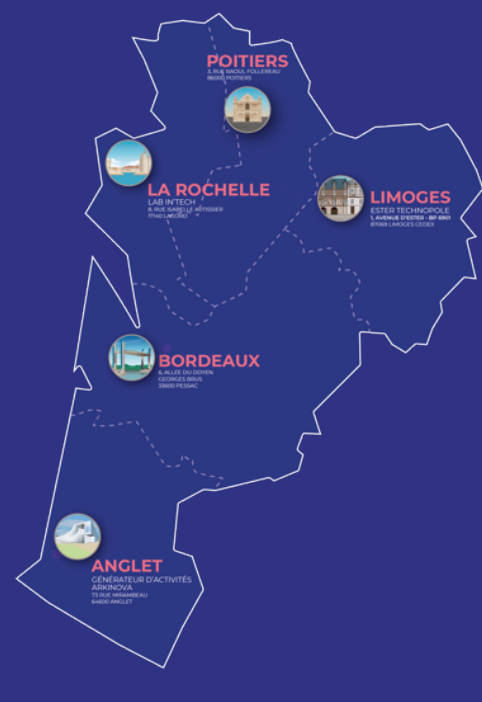 POITIERS
3, RUE RAOUL FOLLEREAU
86000 POITIERS
LA ROCHELLE
LAB IN'TECH
8, RUE ISABELLE AUTISSIER
17140 LAGORD
LIMOGES
ESTER TECHNOPOLE
1, AVENUE D'ESTER - BP 6901
87069 LIMOGES CEDEX
BORDEAUX
6, ALLÉE DU DOYEN
GEORGES BRUS
33600 PESSAC
ANGLET
GÉNÉRATEUR D'ACTIVITÉS
ARKINOVA
73 RUE MIRAMBEAU
64600 ANGLET